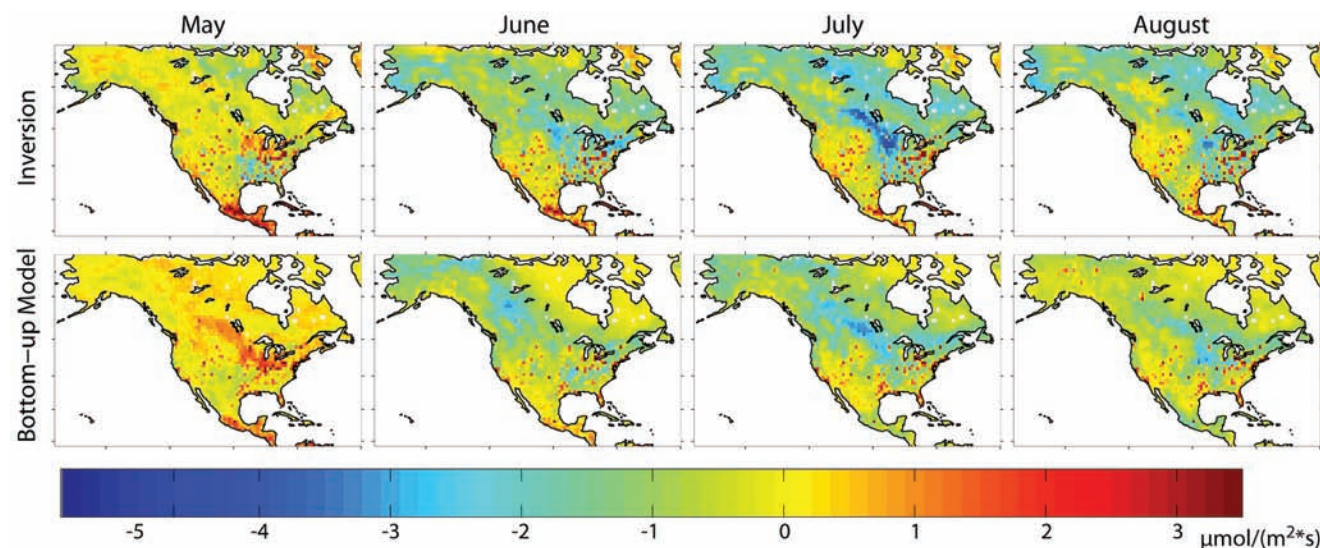 May June July August
Inversion
Bottom-up Model
-5 -4 -3 -2 -1 0 1 2 3 μmol/(m²*s)